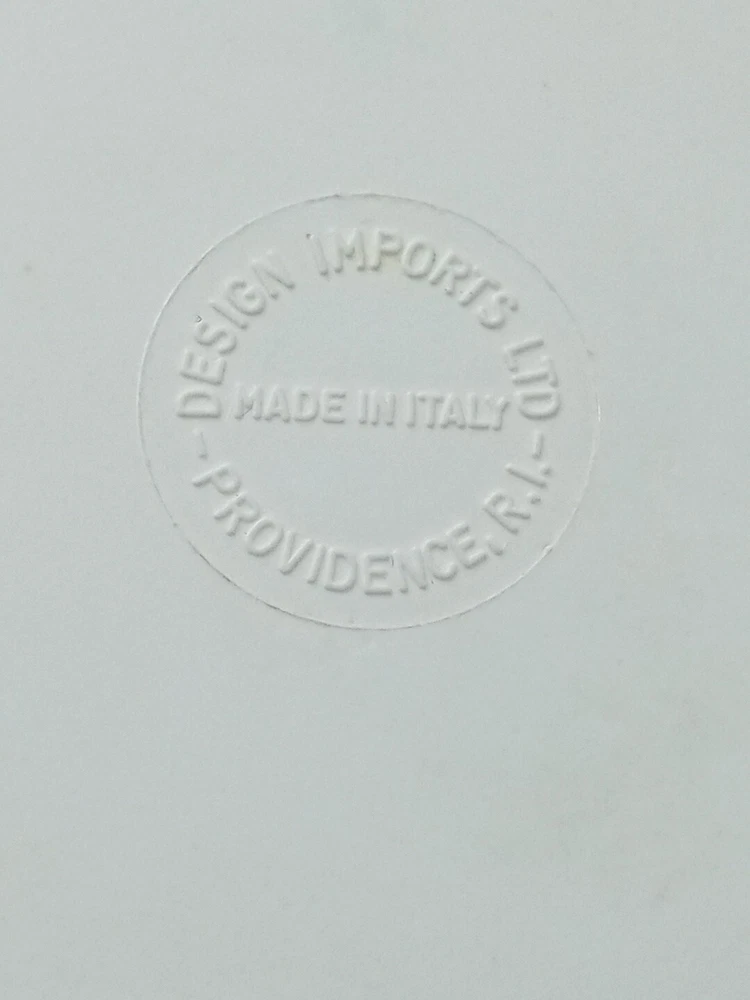 DESIGN IMPORTS LTD
MADE IN ITALY
- PROVIDENCE, R.I. -